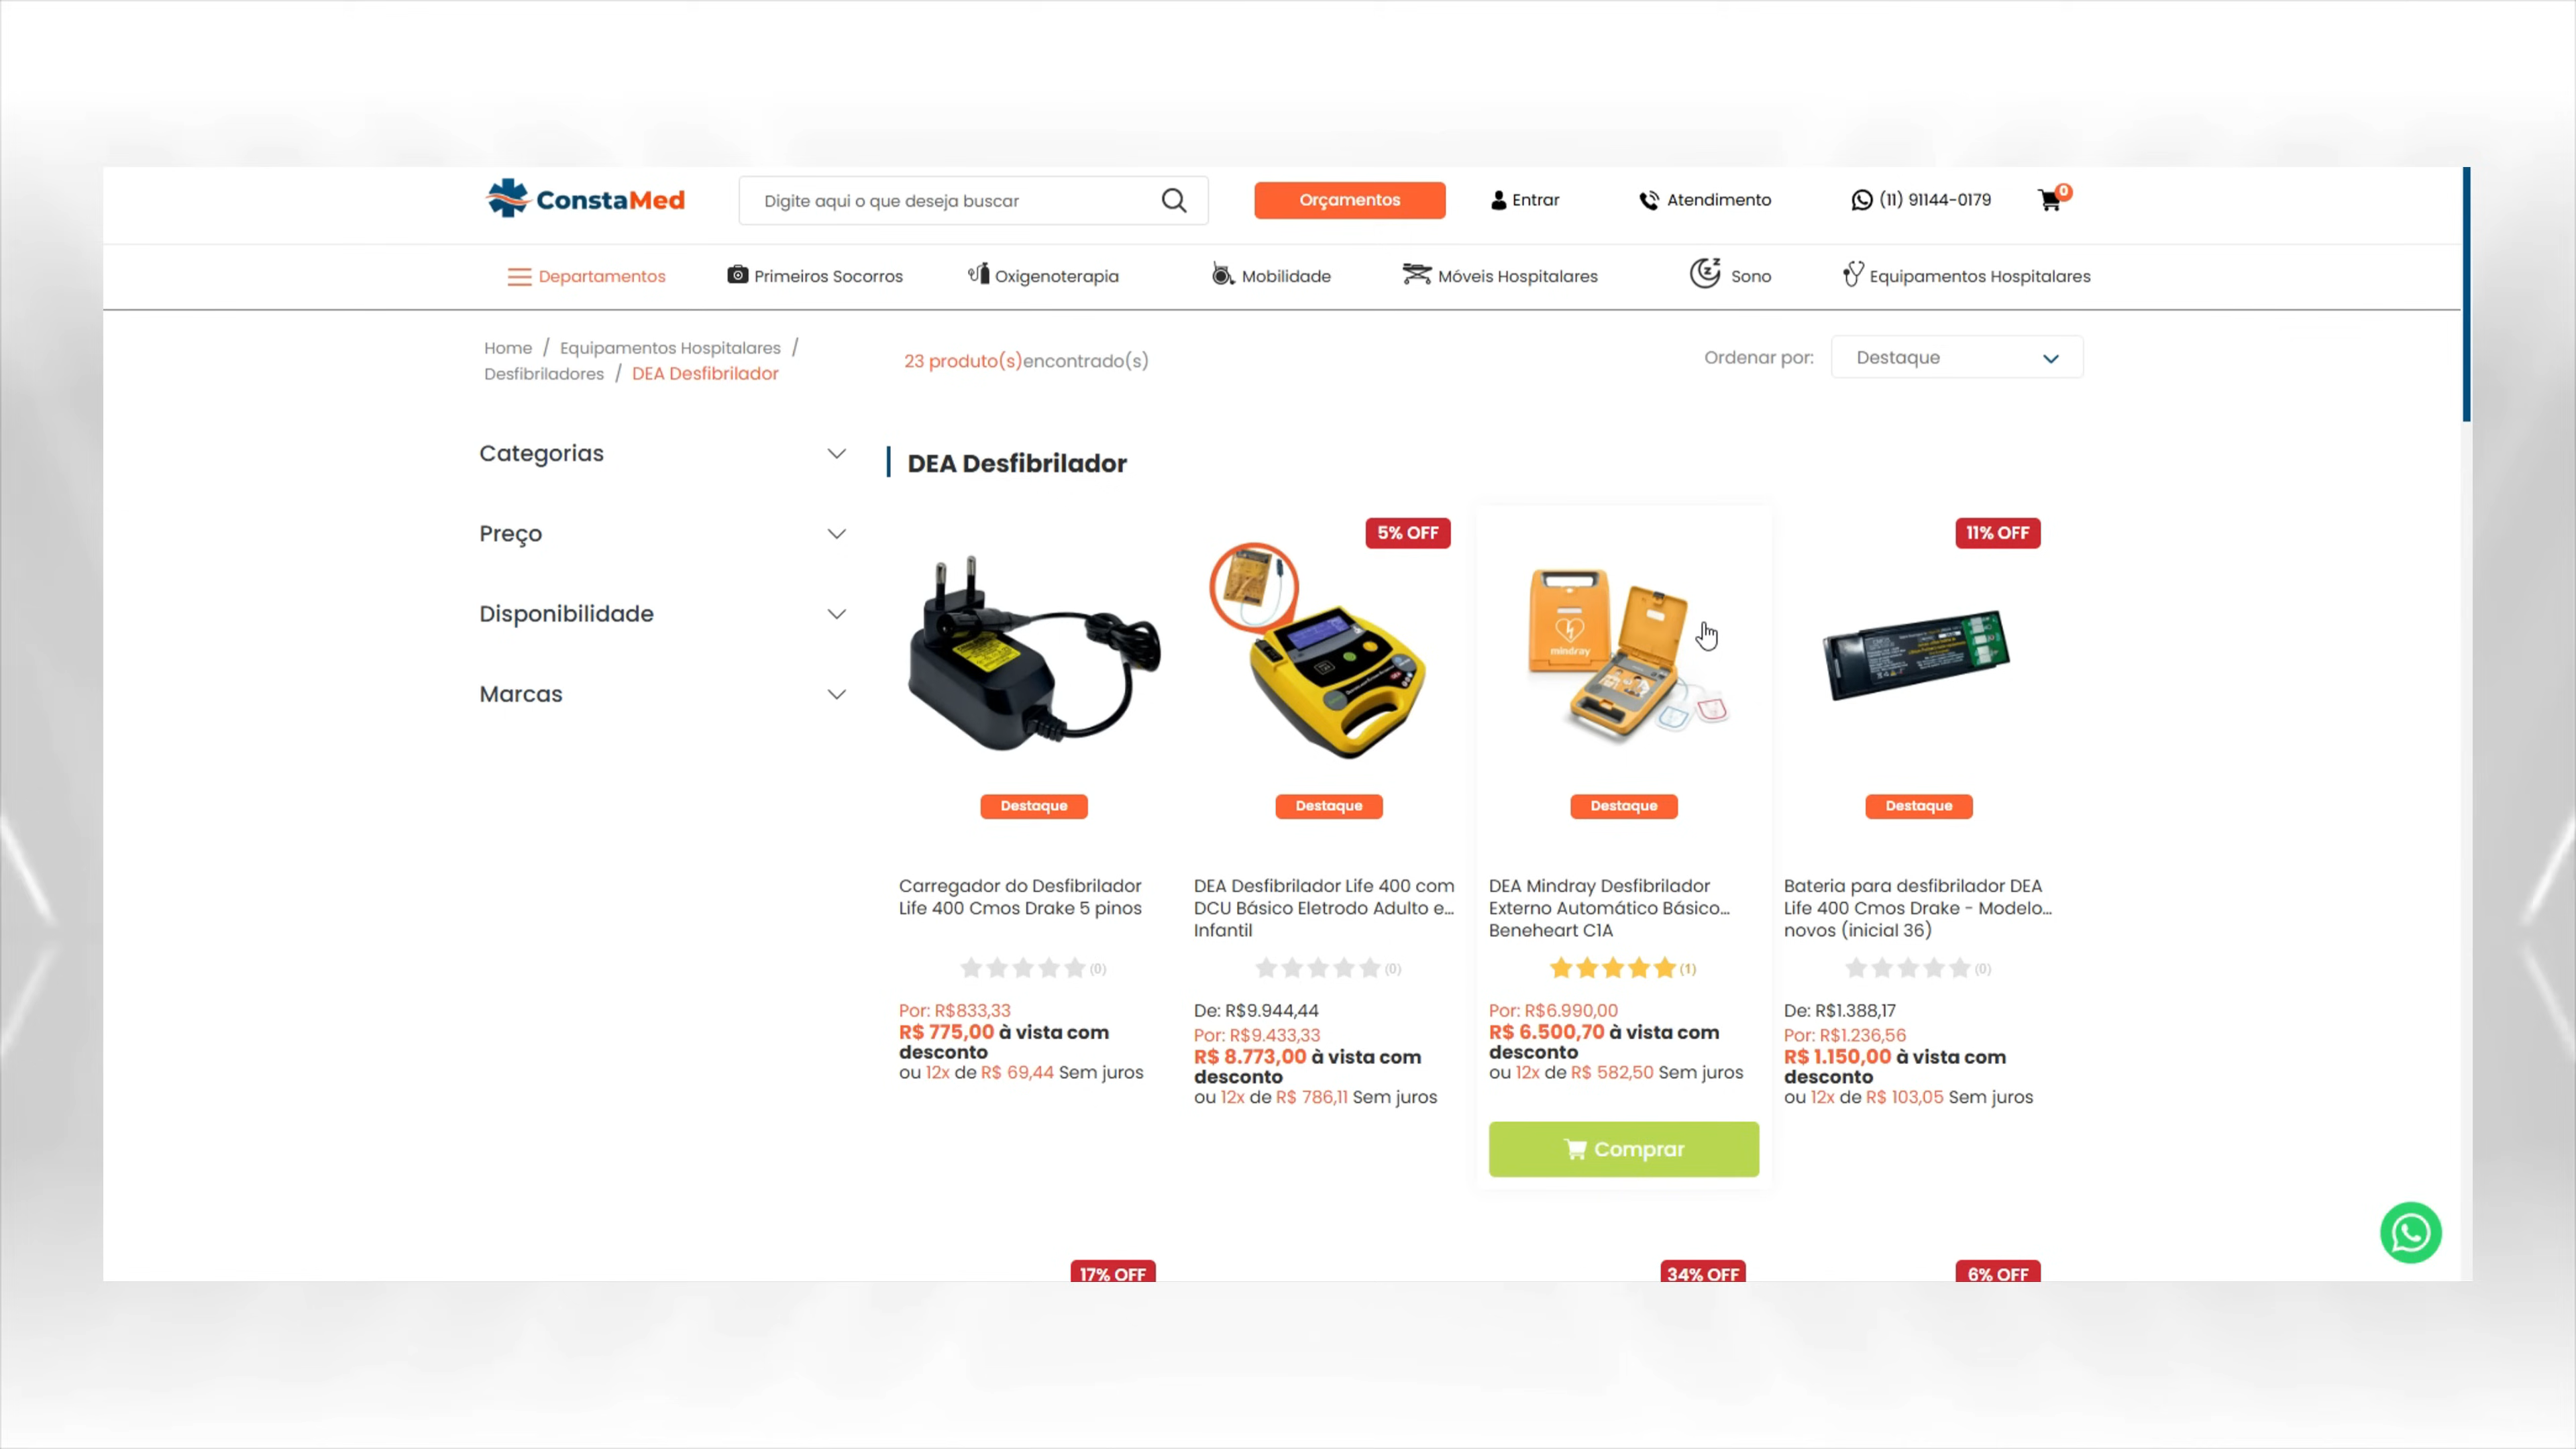 ConstaMed
Digite aqui o que deseja buscar
Orçamentos
Entrar
Atendimento
(11) 91144-0179
0
Departamentos
Primeiros Socorros
Oxigenoterapia
Mobilidade
Móveis Hospitalares
Sono
Equipamentos Hospitalares
Home / Equipamentos Hospitalares /
Desfibriladores / DEA Desfibrilador
23 produto(s)encontrado(s)
Ordenar por:
Destaque
Categorias
Preço
Disponibilidade
Marcas
DEA Desfibrilador
Destaque
Carregador do Desfibrilador
Life 400 Cmos Drake 5 pinos
(0)
Por: R$833,33
R$ 775,00 à vista com
desconto
ou 12x de R$ 69,44 Sem juros
5% OFF
Destaque
DEA Desfibrilador Life 400 com
DCU Básico Eletrodo Adulto e...
Infantil
(0)
De: R$9.944,44
Por: R$9.433,33
R$ 8.773,00 à vista com
desconto
ou 12x de R$ 786,11 Sem juros
mindray
Destaque
DEA Mindray Desfibrilador
Externo Automático Básico...
Beneheart C1A
(1)
Por: R$6.990,00
R$ 6.500,70 à vista com
desconto
ou 12x de R$ 582,50 Sem juros
Comprar
11% OFF
Destaque
Bateria para desfibrilador DEA
Life 400 Cmos Drake - Modelo...
novos (inicial 36)
(0)
De: R$1.388,17
Por: R$1.236,56
R$ 1.150,00 à vista com
desconto
ou 12x de R$ 103,05 Sem juros
17% OFF
34% OFF
6% OFF